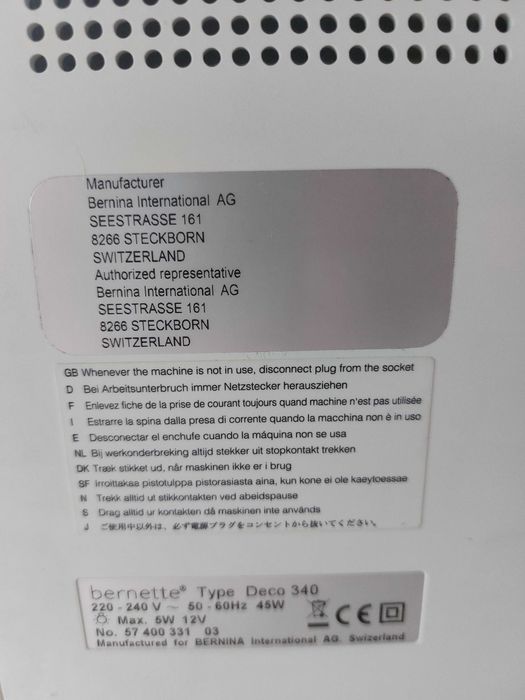 Manufacturer
Bernina International AG
SEESTRASSE 161
8266 STECKBORN
SWITZERLAND
Authorized representative
Bernina International AG
SEESTRASSE 161
8266 STECKBORN
SWITZERLAND
GB Whenever the machine is not in use, disconnect plug from the socket
D Bei Arbeitsunterbruch immer Netzstecker herausziehen
F Enlevez fiche de la prise de courant toujours quand machine n'est pas utilisée
I Estrarre la spina dalla presa di corrente quando la macchina non è in uso
E Desconectar el enchufe cuando la máquina non se usa
NL Bij werkonderbreking altijd stekker uit stopkontakt trekken
DK Træk stikket ud, når maskinen ikke er i brug
SF irroittakaa pistotulppa pistorasiasta aina, kun kone ei ole kaeytoessae
N Trekk alltid ut stikkontakten ved abeidspause
S Drag alltid ur kontakten då maskinen inte används
J ご使用中以外は、必ず電源プラグをコンセントから抜いてください。
bernette® Type Deco 340
220 - 240 V ~ 50 - 60Hz 45W
Max. 5W 12V
CE
No. 57 400 331 03
Manufactured for BERNINA International AG. Swizerland